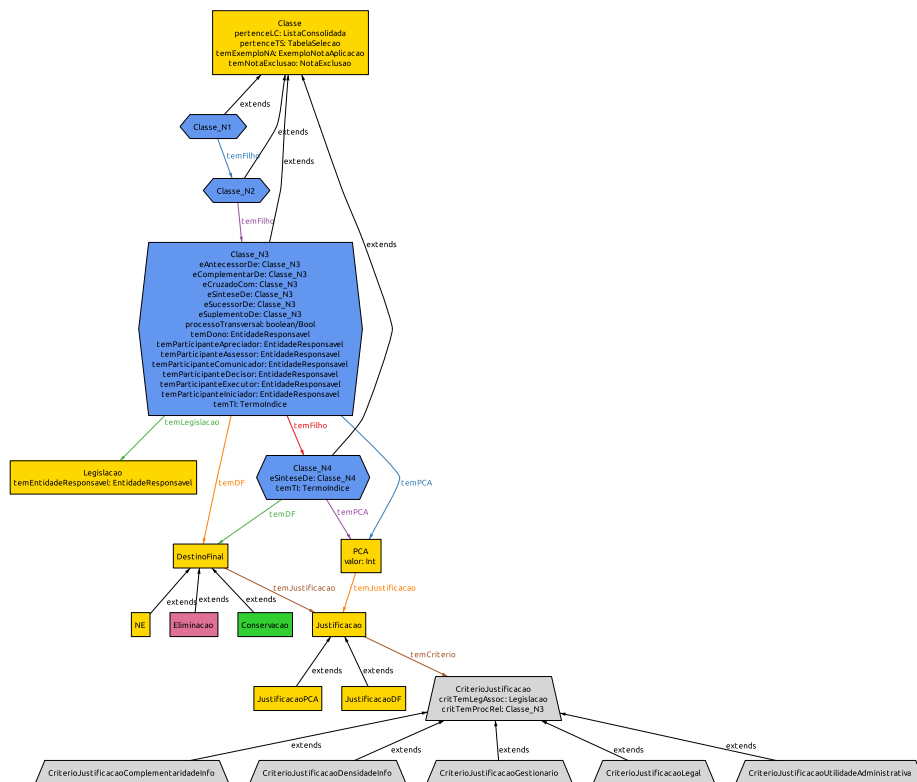 Classe
pertenceLC: ListaConsolidada
pertenceTS: TabelaSelecao
temExemploNA: ExemploNotaAplicacao
temNotaExclusao: NotaExclusao
extends
Classe_N1
extends
temFilho
extends
Classe_N2
temFilho
extends
Classe_N3
eAntecessorDe: Classe_N3
eComplementarDe: Classe_N3
eCruzadoCom: Classe_N3
eSinteseDe: Classe_N3
eSucessorDe: Classe_N3
eSuplementoDe: Classe_N3
processoTransversal: boolean/Bool
temDono: EntidadeResponsavel
temParticipanteApreciador: EntidadeResponsavel
temParticipanteAssessor: EntidadeResponsavel
temParticipanteComunicador: EntidadeResponsavel
temParticipanteDecisor: EntidadeResponsavel
temParticipanteExecutor: EntidadeResponsavel
temParticipanteIniciador: EntidadeResponsavel
temTI: TermoIndice
temLegislacao
temFilho
Legislacao
temEntidadeResponsavel: EntidadeResponsavel
temDF
Classe_N4
eSinteseDe: Classe_N4
temTI: TermoIndice
temPCA
temDF
temPCA
DestinoFinal
PCA
valor: Int
temJustificacao
temJustificacao
extends
extends
extends
NE
Eliminacao
Conservacao
Justificacao
temCriterio
extends
extends
JustificacaoPCA
JustificacaoDF
CriterioJustificacao
critTemLegAssoc: Legislacao
critTemProcRel: Classe_N3
extends
extends
extends
extends
extends
CriterioJustificacaoComplementaridadeInfo
CriterioJustificacaoDensidadeInfo
CriterioJustificacaoGestionario
CriterioJustificacaoLegal
CriterioJustificacaoUtilidadeAdministrativa